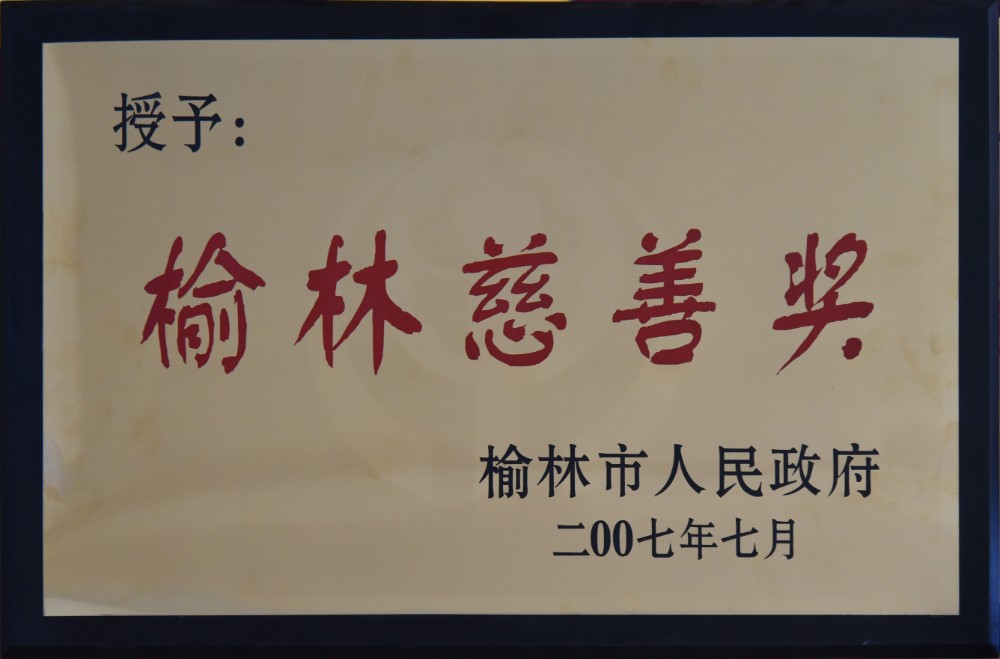 授予：
榆林慈善奖
榆林市人民政府
二00七年七月